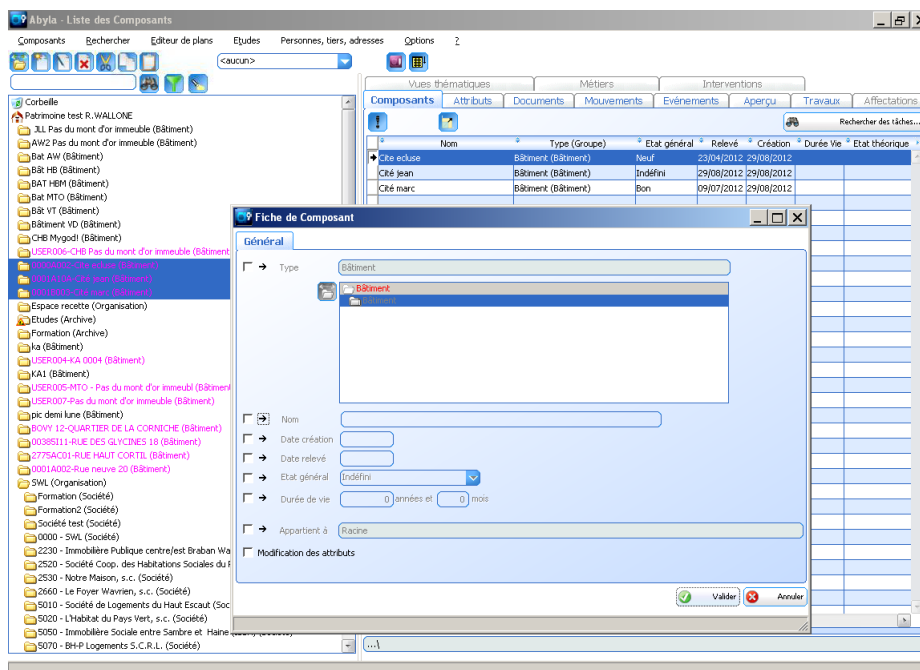 Abyla - Liste des Composants
Composants Rechercher Editeur de plans Etudes Personnes, tiers, adresses Options ?
<aucun>
Vues thématiques Métiers Interventions
Composants Attributs Documents Mouvements Evénements Aperçu Travaux Affectations
Rechercher des tâches...
Nom Type (Groupe) Etat général Relevé Création Durée Vie Etat théorique
Cite ecluse Bâtiment (Bâtiment) Neuf 23/04/2012 29/08/2012
Cité jean Bâtiment (Bâtiment) Indéfini 29/08/2012 29/08/2012
Cité marc Bâtiment (Bâtiment) Bon 09/07/2012 29/08/2012
Corbeille
Patrimoine test R.WALLONE
JLL Pas du mont d'or immeuble (Bâtiment)
AW2 Pas du mont d'or immeuble (Bâtiment)
Bat AW (Bâtiment)
Bât HB (Bâtiment)
BAT HBM (Bâtiment)
Bat MTO (Bâtiment)
Bât VT (Bâtiment)
Bâtiment VD (Bâtiment)
CHB Mygod! (Bâtiment)
USER006-CHB Pas du mont d'or immeuble (Bâtiment
Espace recette (Organisation)
Etudes (Archive)
Formation (Archive)
ka (Bâtiment)
USER004-KA 0004 (Bâtiment)
KA1 (Bâtiment)
USER005-MTO - Pas du mont d'or immeubl (Bâtimen
USER007-Pas du mont d'or immeuble (Bâtiment)
pic demi lune (Bâtiment)
BOVY 12-QUARTIER DE LA CORNICHE (Bâtiment)
00385I11-RUE DES GLYCINES 18 (Bâtiment)
2775AC01-RUE HAUT CORTIL (Bâtiment)
0001A002-Rue neuve 20 (Bâtiment)
SWL (Organisation)
Formation (Société)
Formation2 (Société)
Société test (Société)
0000 - SWL (Société)
2230 - Immobilière Publique centre/est Braban Wa
2520 - Société Coop. des Habitations Sociales du
2530 - Notre Maison, s.c. (Société)
2660 - Le Foyer Wavrien, s.c. (Société)
5010 - Société de Logements du Haut Escaut (Soc
5020 - L'Habitat du Pays Vert, s.c. (Société)
5050 - Immobilière Sociale entre Sambre et Haine
5070 - BH-P Logements S.C.R.L. (Société)
Fiche de Composant
Général
Type Bâtiment
Bâtiment
Bâtiment
Nom
Date création
Date relevé
Etat général Indéfini
Durée de vie 0 années et 0 mois
Appartient à Racine
Modification des attributs
Valider Annuler
...\